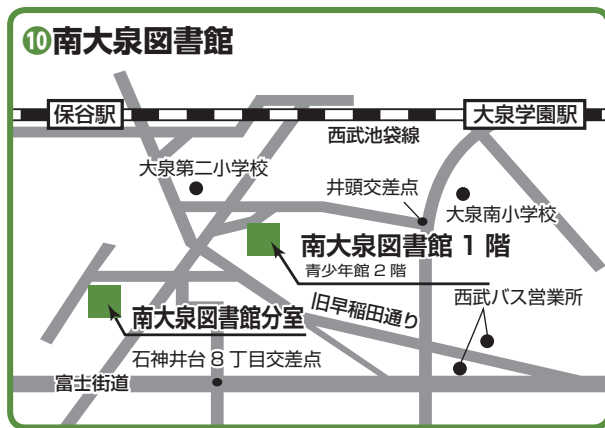 ⑩南大泉図書館
保谷駅
大泉学園駅
西武池袋線
大泉第二小学校
井頭交差点
大泉南小学校
南大泉図書館 1 階
青少年館 2 階
南大泉図書館分室
旧早稲田通り
西武バス営業所
石神井台 8 丁目交差点
富士街道